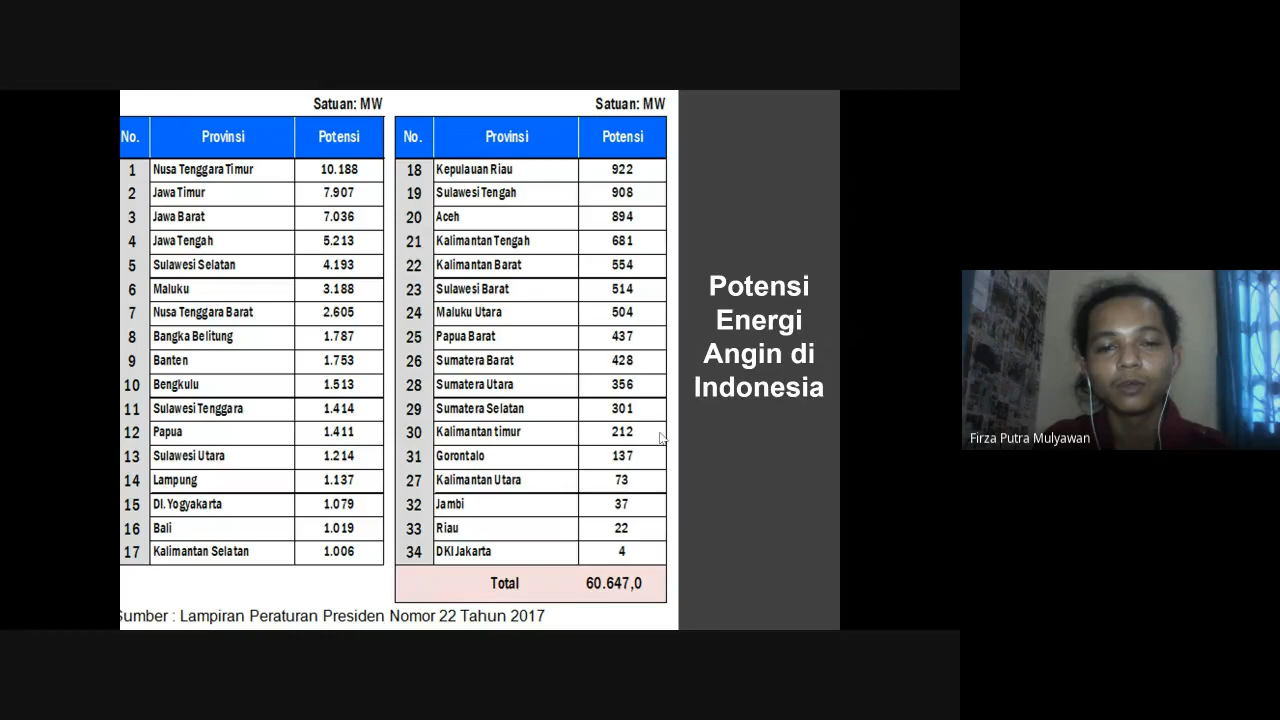 Satuan: MW
No. Provinsi Potensi
1 Nusa Tenggara Timur 10.188
2 Jawa Timur 7.907
3 Jawa Barat 7.036
4 Jawa Tengah 5.213
5 Sulawesi Selatan 4.193
6 Maluku 3.188
7 Nusa Tenggara Barat 2.605
8 Bangka Belitung 1.787
9 Banten 1.753
10 Bengkulu 1.513
11 Sulawesi Tenggara 1.414
12 Papua 1.411
13 Sulawesi Utara 1.214
14 Lampung 1.137
15 DI. Yogyakarta 1.079
16 Bali 1.019
17 Kalimantan Selatan 1.006
Satuan: MW
No. Provinsi Potensi
18 Kepulauan Riau 922
19 Sulawesi Tengah 908
20 Aceh 894
21 Kalimantan Tengah 681
22 Kalimantan Barat 554
23 Sulawesi Barat 514
24 Maluku Utara 504
25 Papua Barat 437
26 Sumatera Barat 428
28 Sumatera Utara 356
29 Sumatera Selatan 301
30 Kalimantan timur 212
31 Gorontalo 137
27 Kalimantan Utara 73
32 Jambi 37
33 Riau 22
34 DKI Jakarta 4
Total 60.647,0
Sumber : Lampiran Peraturan Presiden Nomor 22 Tahun 2017
Potensi
Energi
Angin di
Indonesia
Firza Putra Mulyawan